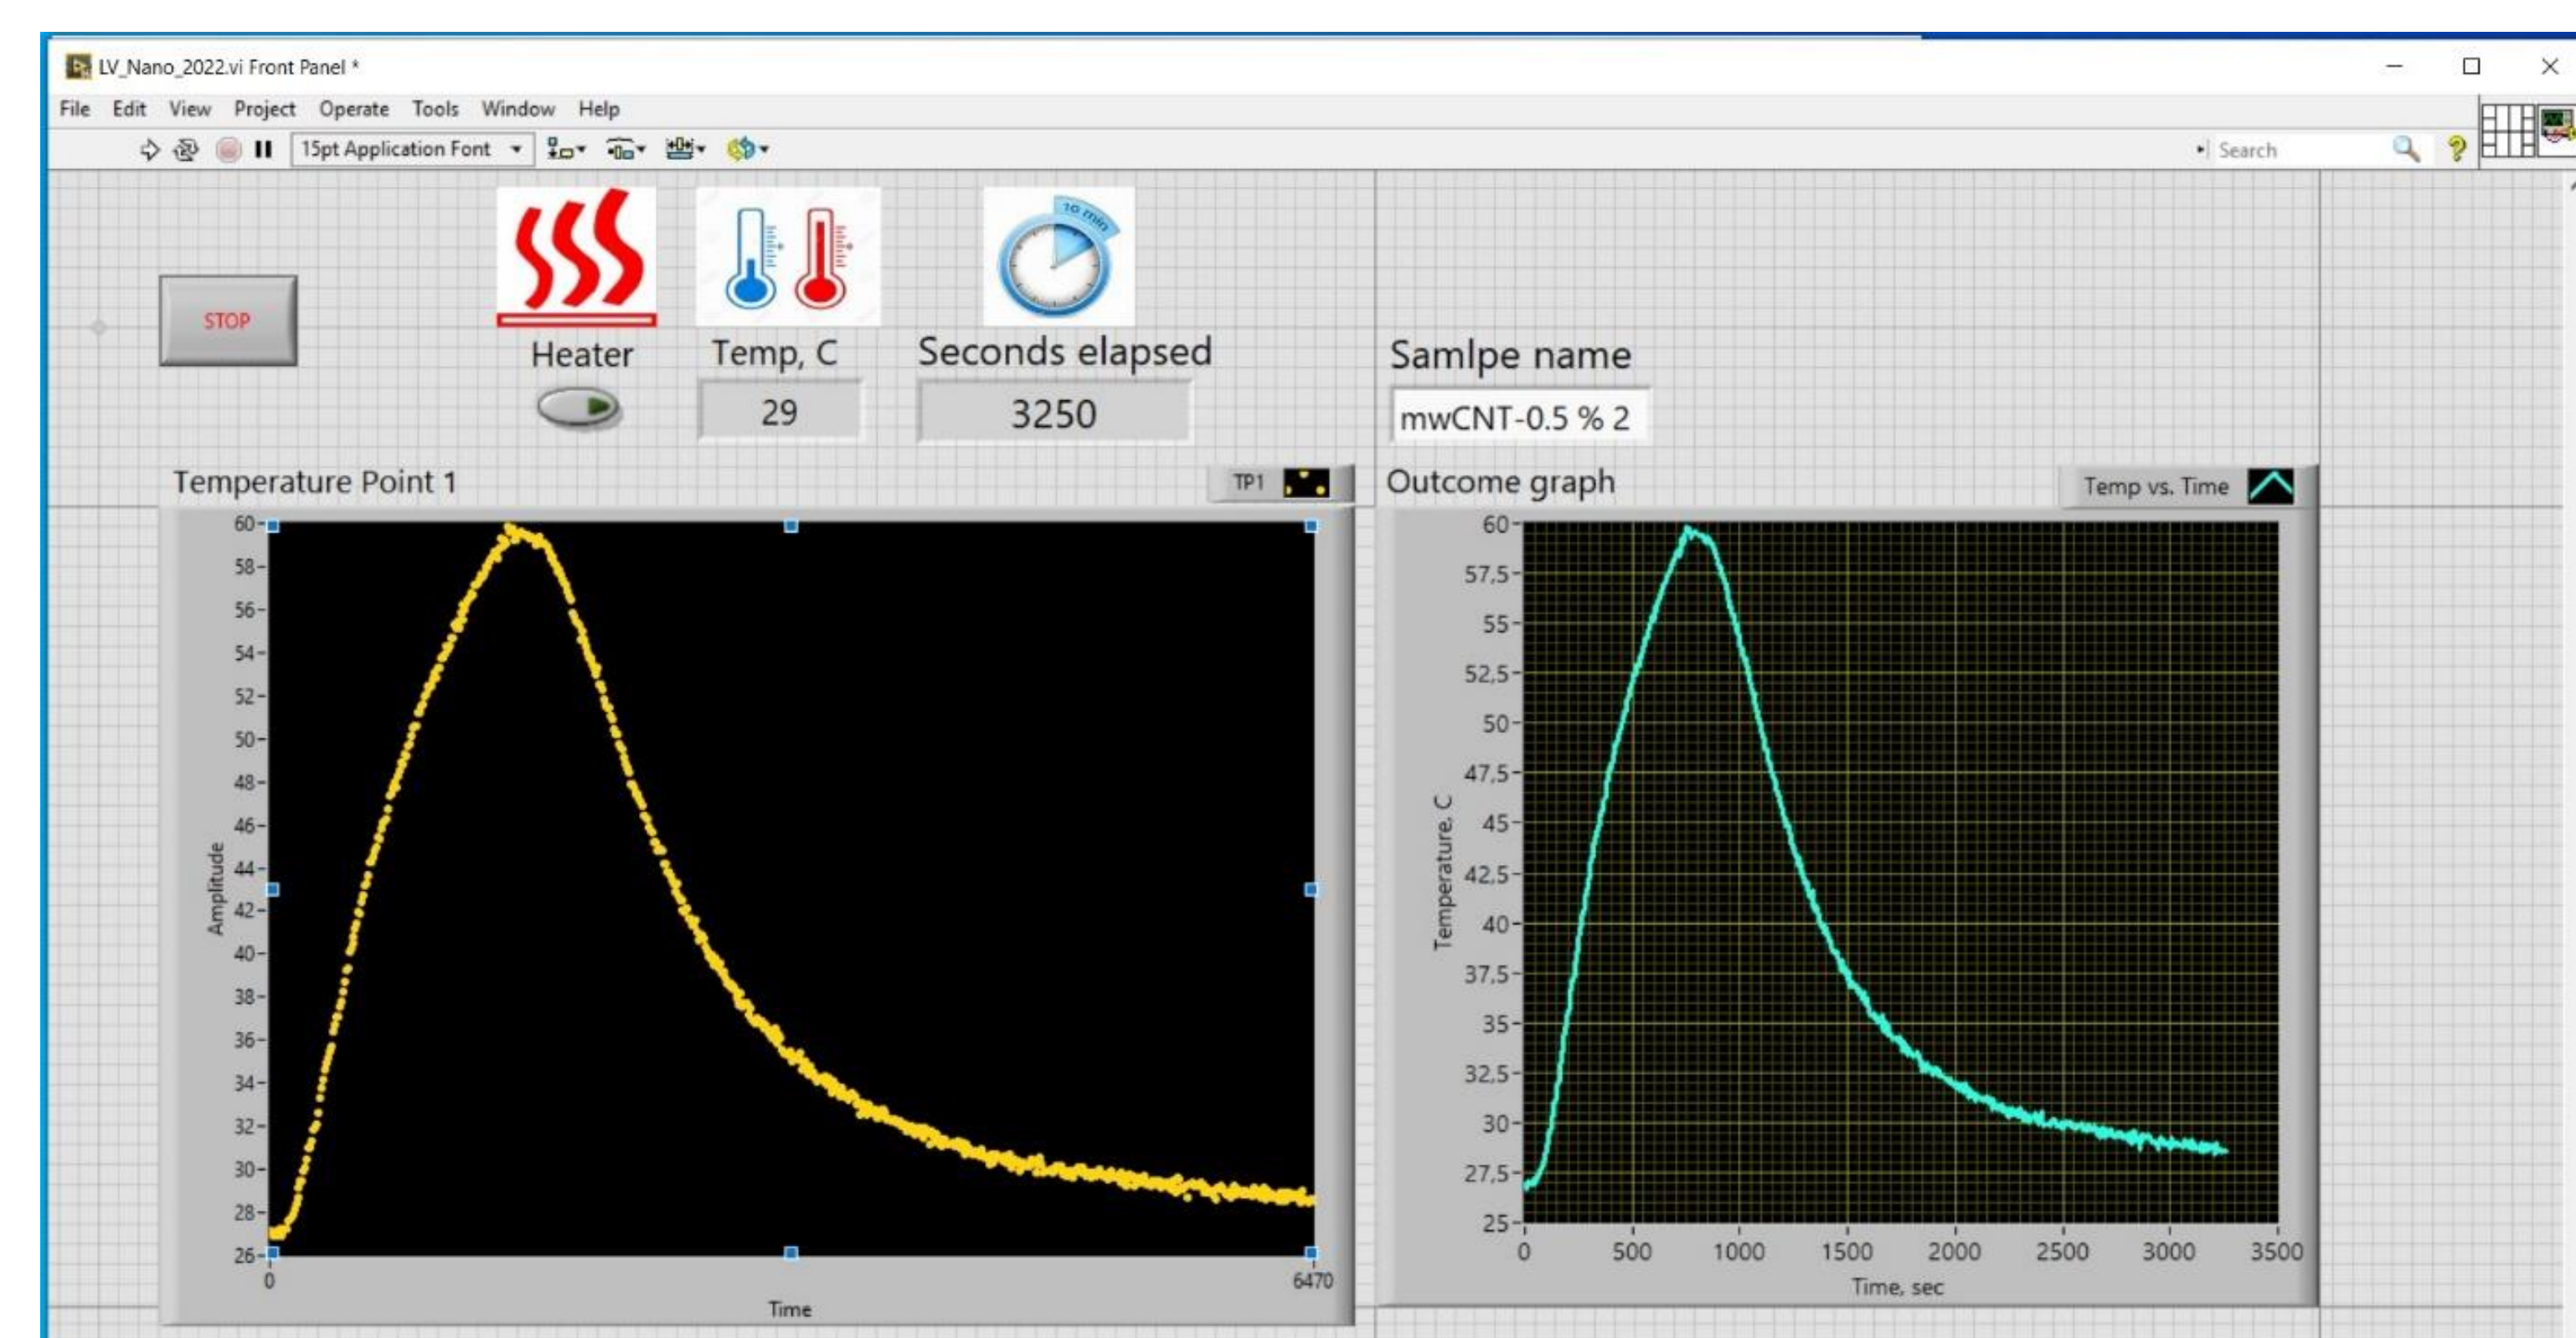 LV_Nano_2022.vi Front Panel *
File Edit View Project Operate Tools Window Help
15pt Application Font
Search
10 min
STOP
Heater
Temp, C
Seconds elapsed
Samlpe name
29
3250
mwCNT-0.5 % 2
Temperature Point 1
TP1
Outcome graph
Temp vs. Time
60
58
56
54
52
50
48
46
44
42
40
38
36
34
32
30
28
26
Amplitude
0
6470
Time
60
57,5
55
52,5
50
47,5
45
42,5
40
37,5
35
32,5
30
27,5
25
Temperature, C
0 500 1000 1500 2000 2500 3000 3500
Time, sec